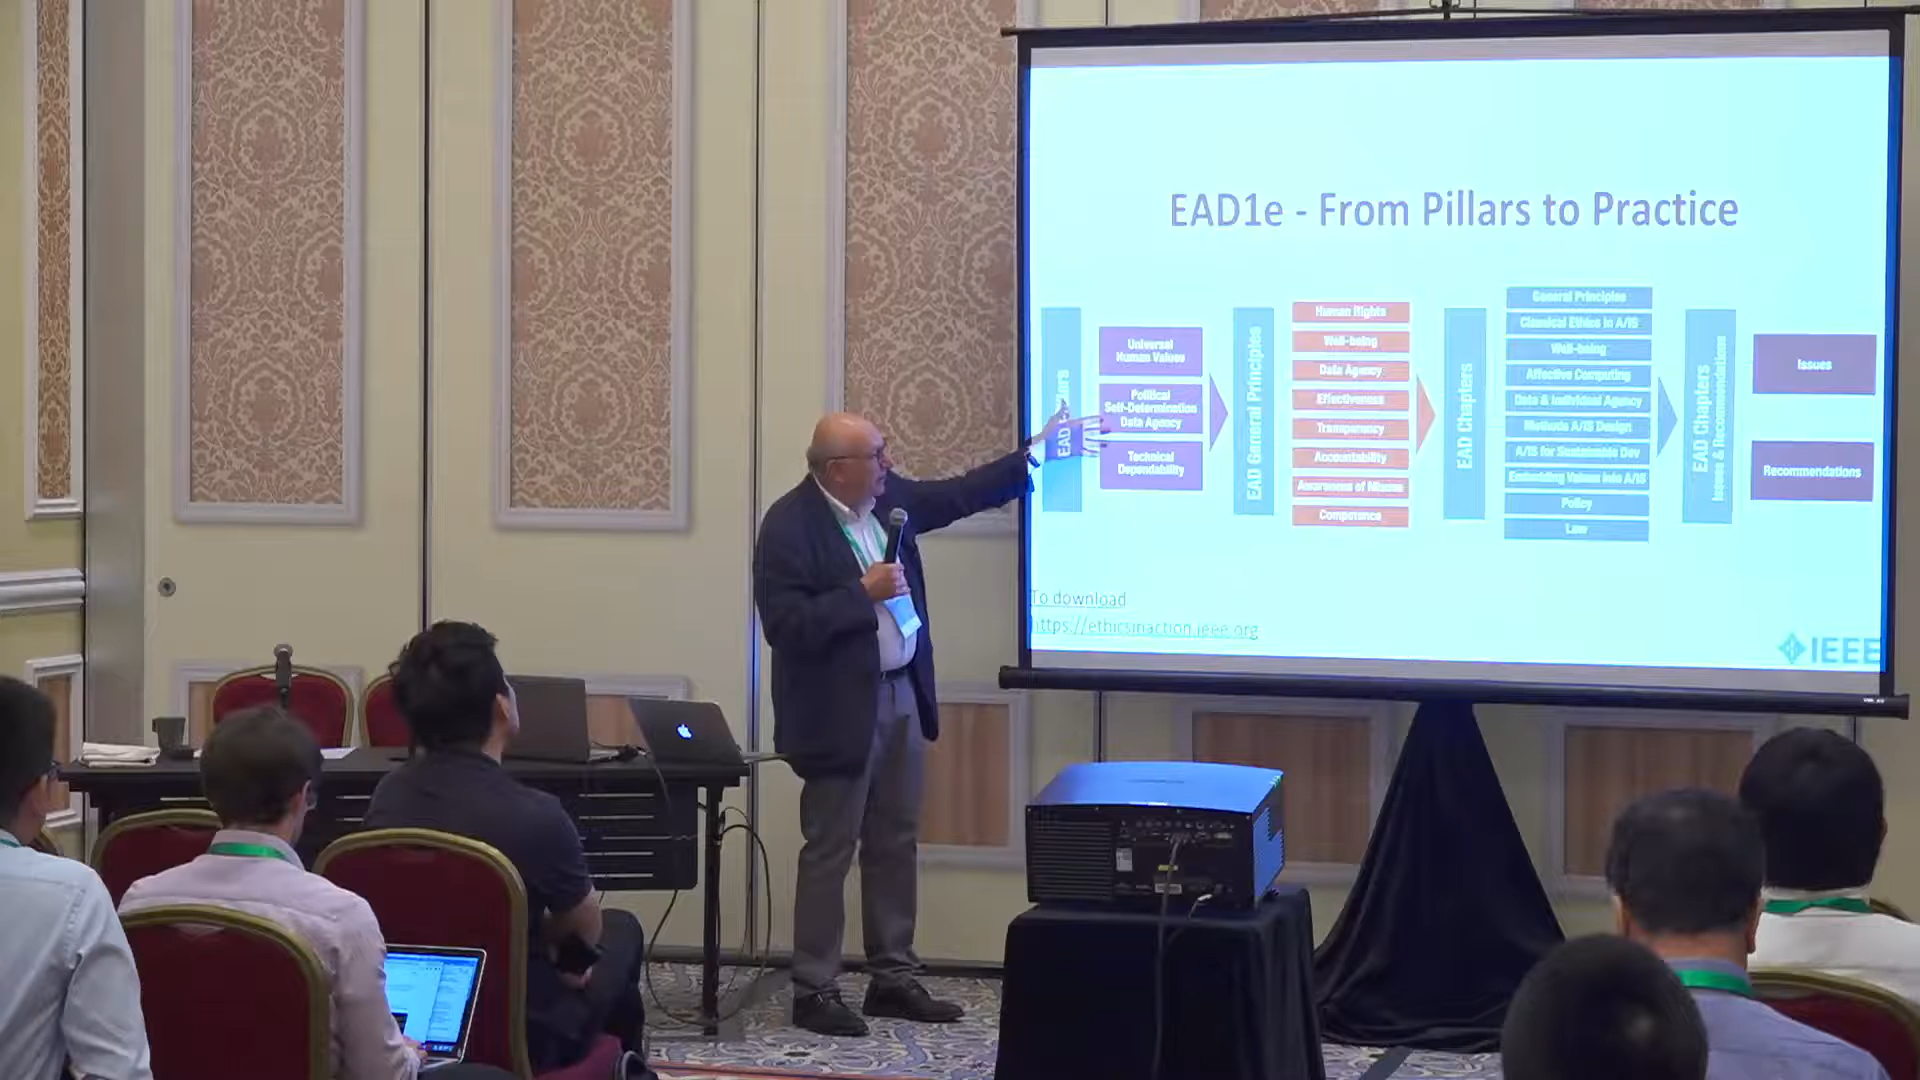 EAD1e - From Pillars to Practice
Universal
Human Values
Political
Self-Determination
Data Agency
Technical
Dependability
EAD General Principles
Human Rights
Well-being
Data Agency
Effectiveness
Transparency
Accountability
Awareness of Misuse
Competence
EAD Chapters
General Principles
Classical Ethics in A/IS
Well-being
Affective Computing
Data & Individual Agency
Methods A/IS Design
A/IS for Sustainable Dev
Embedding Values into A/IS
Policy
Law
EAD Chapters
Issues & Recommendations
Issues
Recommendations
To download
https://ethicsinaction.ieee.org
IEEE